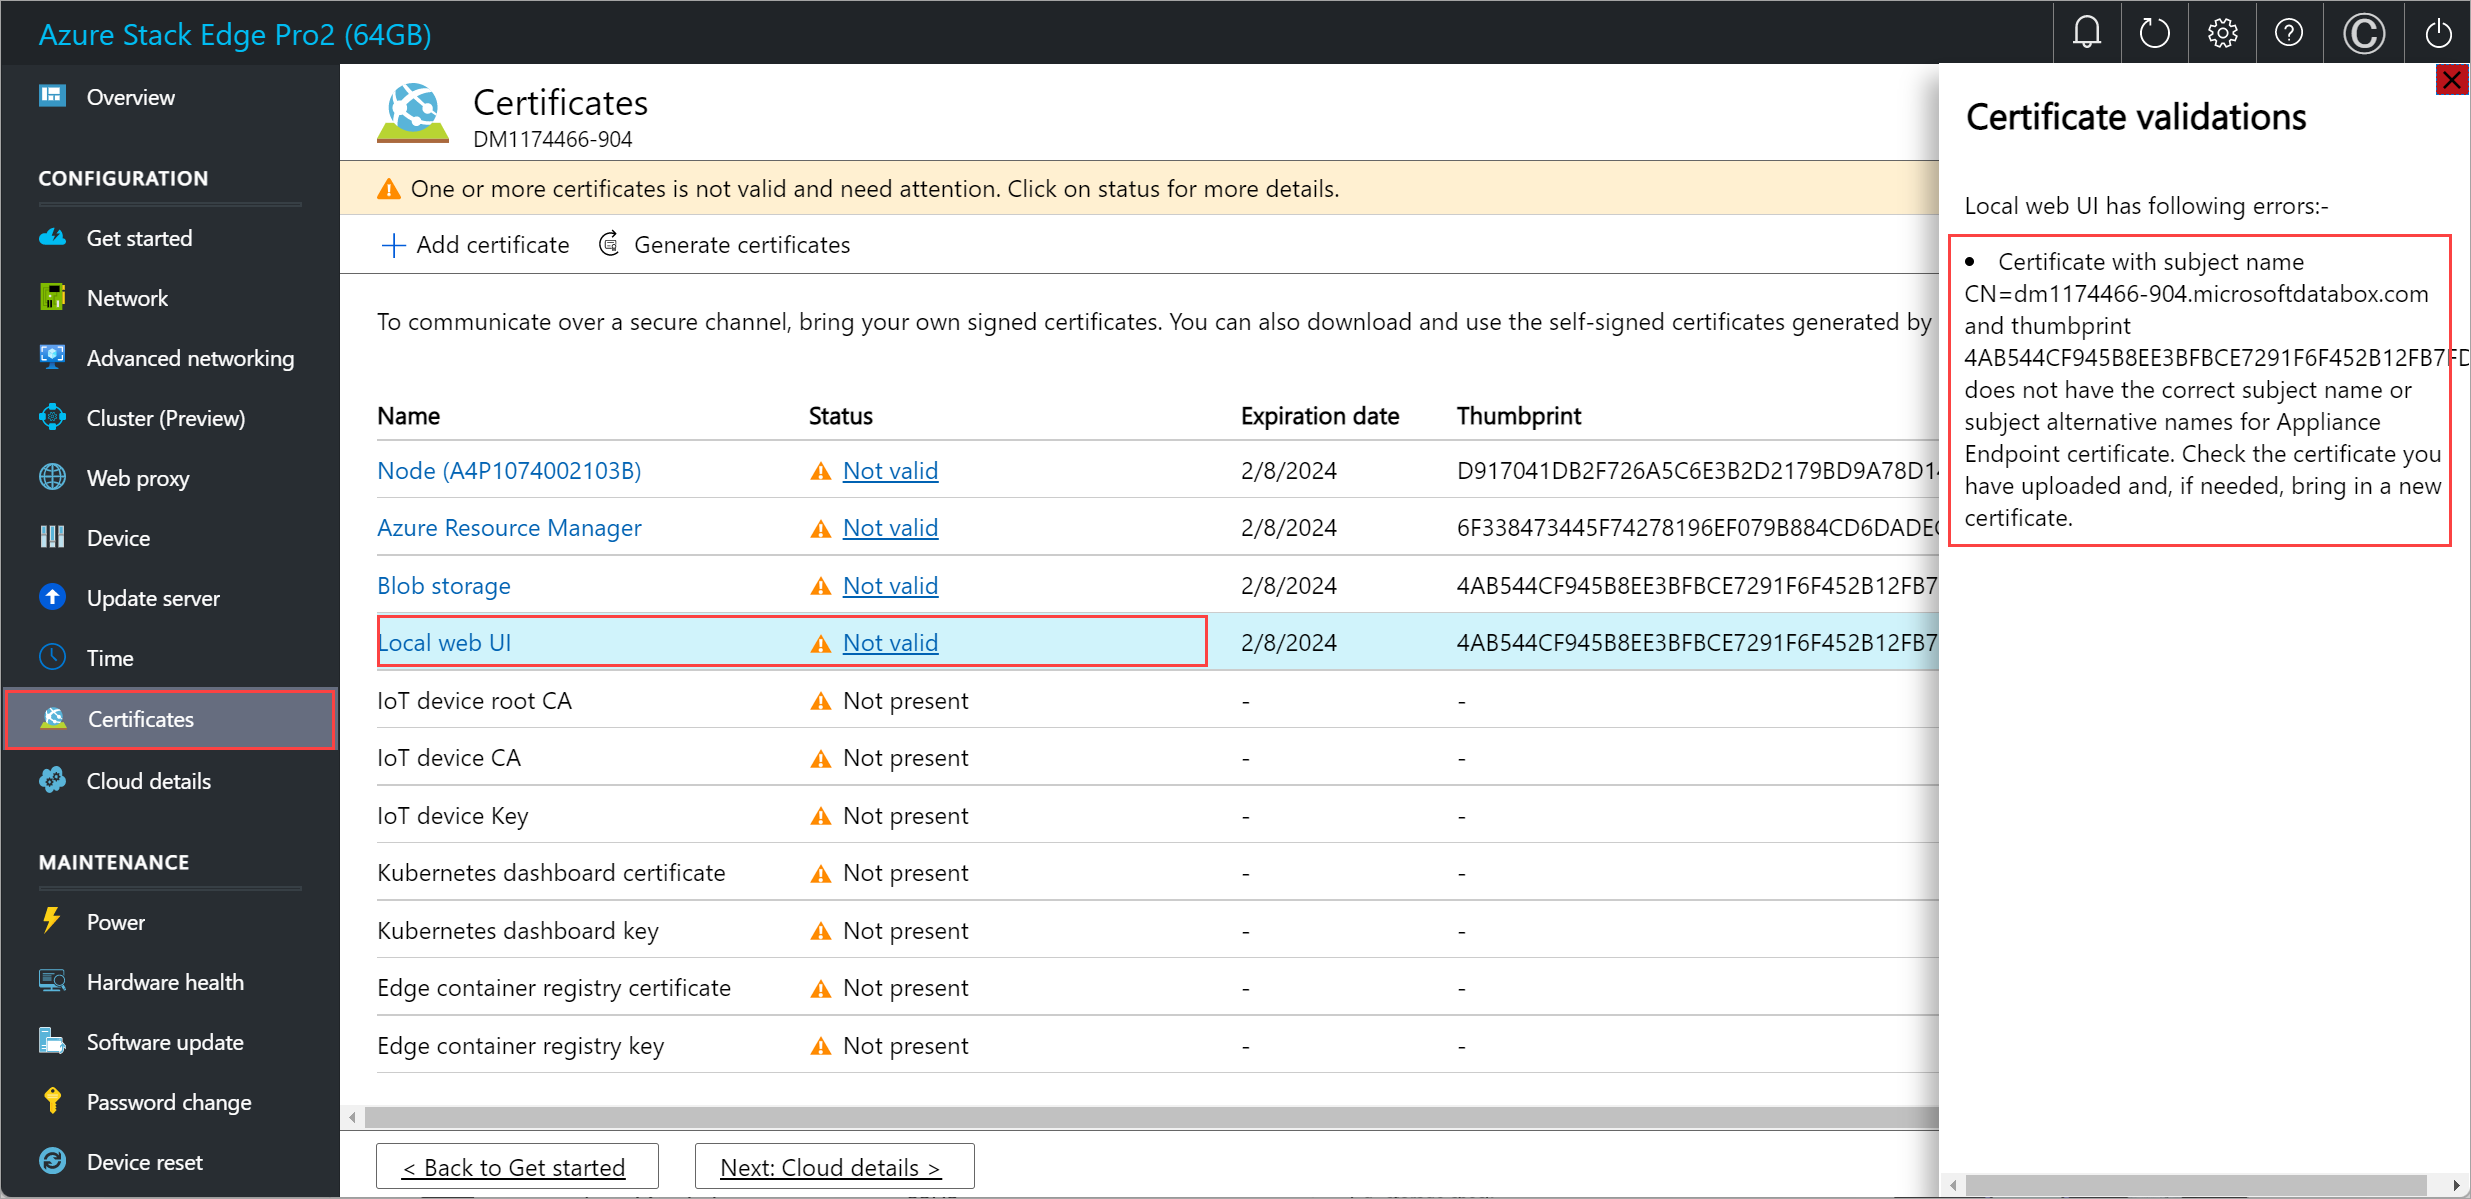 Azure Stack Edge Pro2 (64GB)
Overview
CONFIGURATION
Get started
Network
Advanced networking
Cluster (Preview)
Web proxy
Device
Update server
Time
Certificates
Cloud details
MAINTENANCE
Power
Hardware health
Software update
Password change
Device reset
Certificates
DM1174466-904
One or more certificates is not valid and need attention. Click on status for more details.
Add certificate Generate certificates
To communicate over a secure channel, bring your own signed certificates. You can also download and use the self-signed certificates generated by
Name Status Expiration date Thumbprint
Node (A4P1074002103B) Not valid 2/8/2024 D917041DB2F726A5C6E3B2D2179BD9A78D14
Azure Resource Manager Not valid 2/8/2024 6F338473445F74278196EF079B884CD6DADEC
Blob storage Not valid 2/8/2024 4AB544CF945B8EE3BFBCE7291F6F452B12FB7
Local web UI Not valid 2/8/2024 4AB544CF945B8EE3BFBCE7291F6F452B12FB7
IoT device root CA Not present - -
IoT device CA Not present - -
IoT device Key Not present - -
Kubernetes dashboard certificate Not present - -
Kubernetes dashboard key Not present - -
Edge container registry certificate Not present - -
Edge container registry key Not present - -
< Back to Get started Next: Cloud details >
Certificate validations
Local web UI has following errors:-
• Certificate with subject name
CN=dm1174466-904.microsoftdatabox.com
and thumbprint
4AB544CF945B8EE3BFBCE7291F6F452B12FB7FD
does not have the correct subject name or
subject alternative names for Appliance
Endpoint certificate. Check the certificate you
have uploaded and, if needed, bring in a new
certificate.